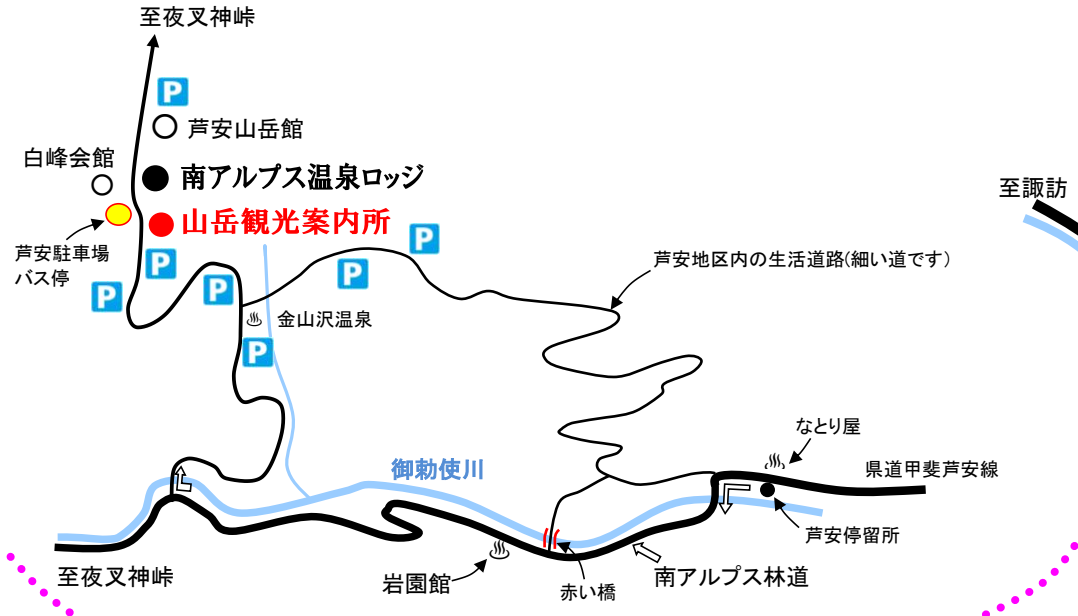 至夜叉神峠
P
芦安山岳館
白峰会館
南アルプス温泉ロッジ
至諏訪
山岳観光案内所
芦安駐車場
バス停
P
P
P
P
P
芦安地区内の生活道路(細い道です)
金山沢温泉
P
なとり屋
御勅使川
県道甲斐芦安線
芦安停留所
至夜叉神峠
岩園館
赤い橋
南アルプス林道